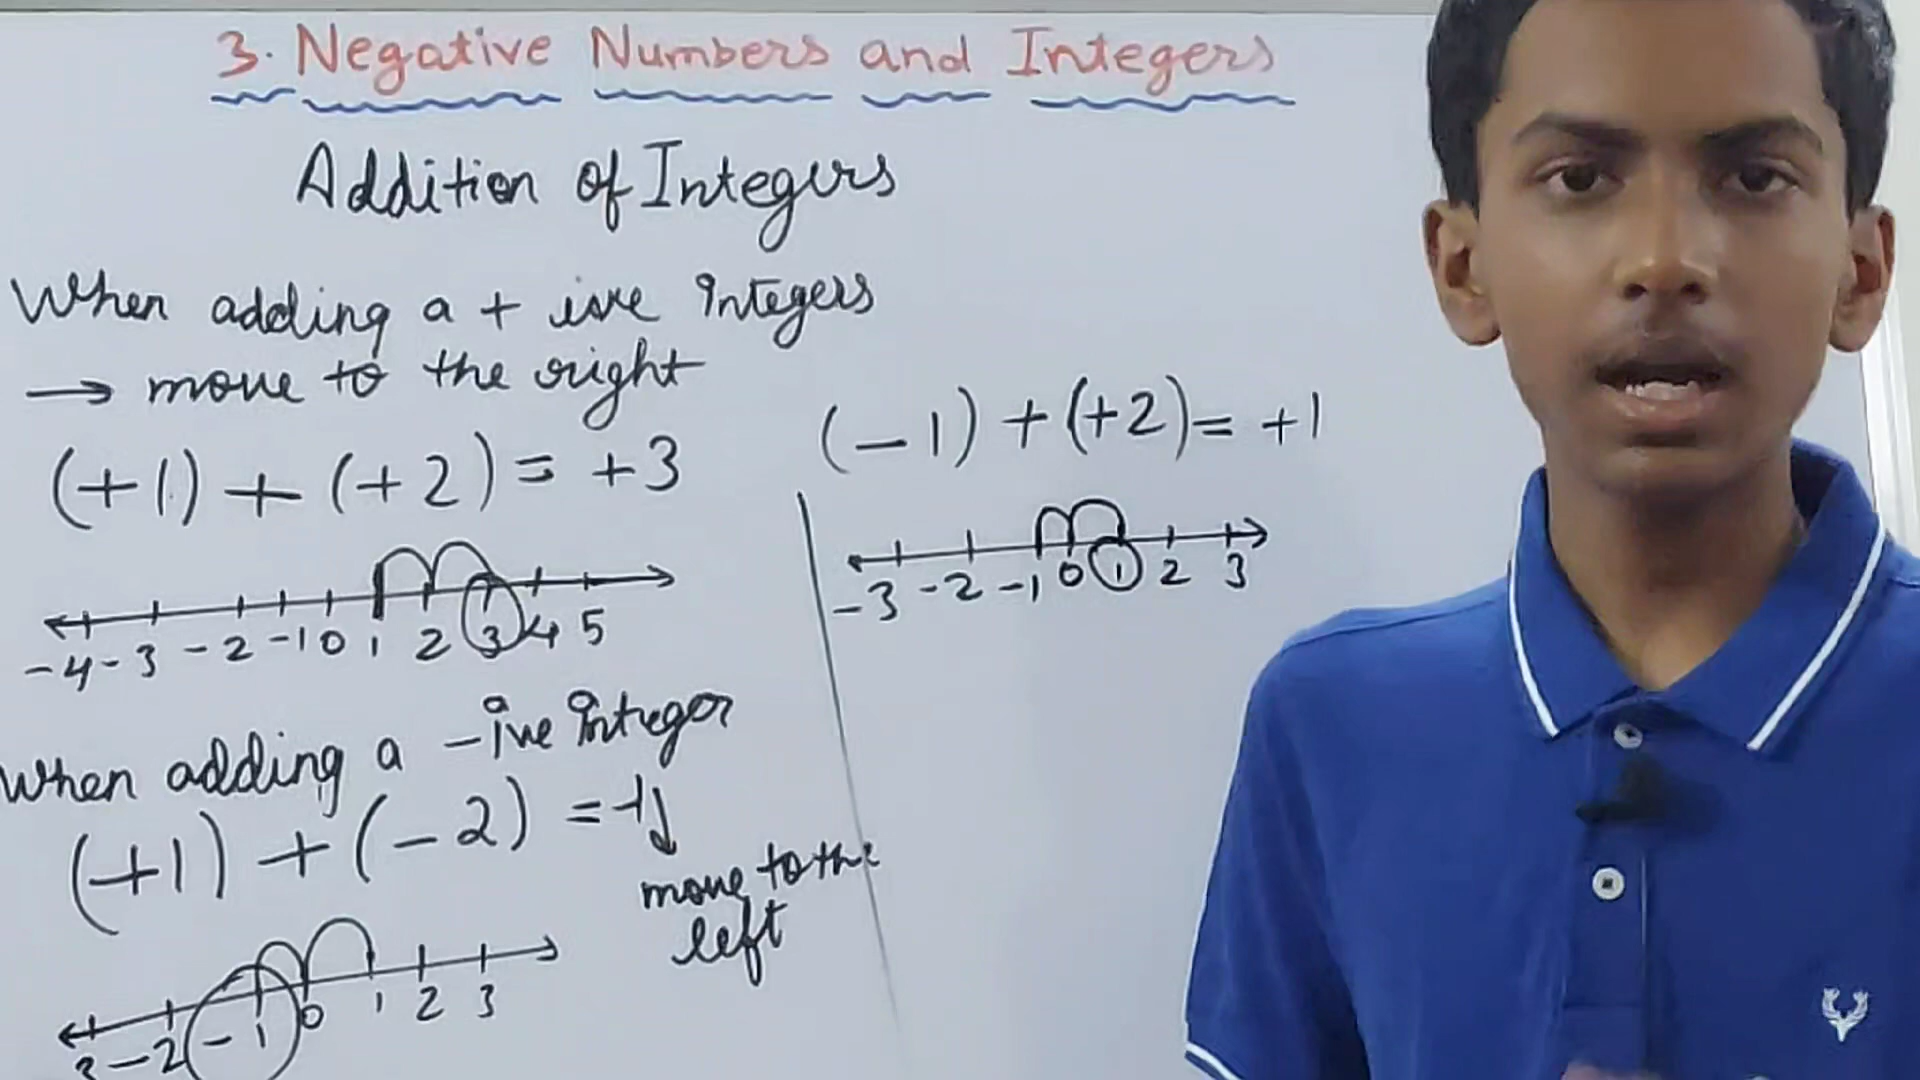 3. Negative Numbers and Integers
Addition of Integers
When adding a + ive Integers
→ move to the right
(+1) + (+2) = +3
-4 -3 -2 -1 0 1 2 3 4 5
When adding a -ive integer
(+1) + (-2) = -1
move to the
left
-2 -1 0 1 2 3
(-1) + (+2) = +1
-3 -2 -1 0 1 2 3